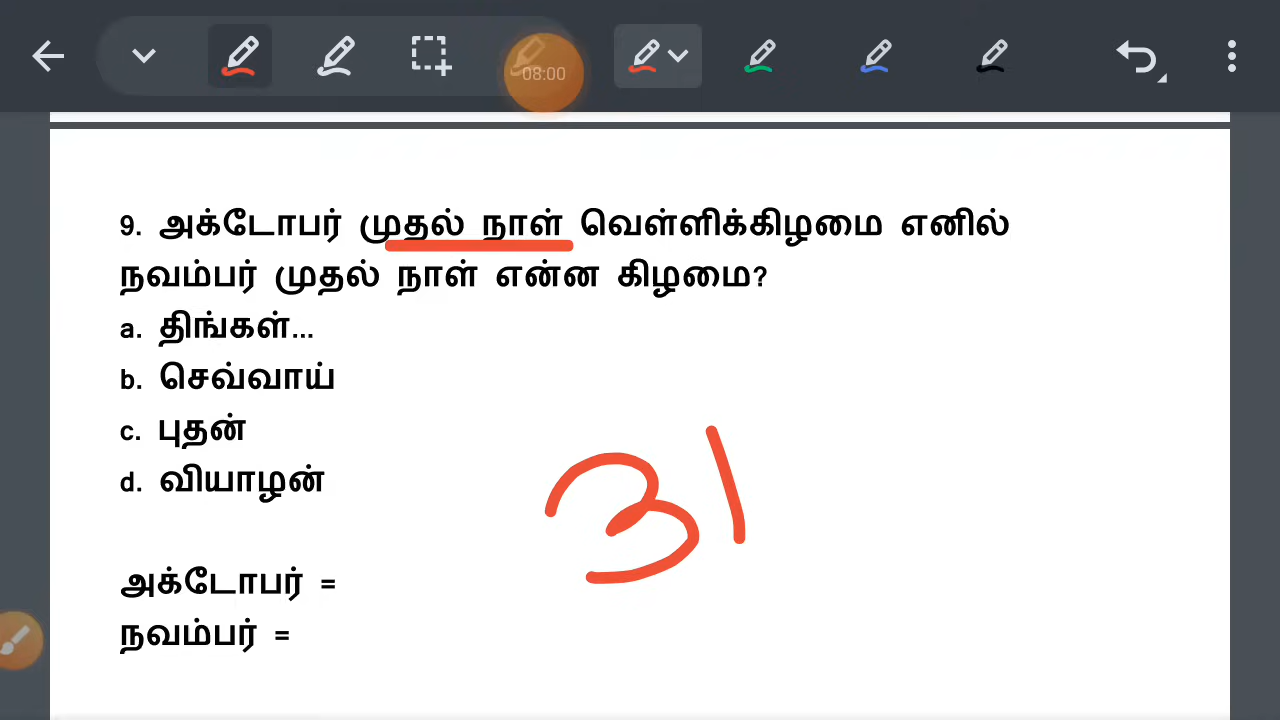 08:00
9. அக்டோபர் முதல் நாள் வெள்ளிக்கிழமை எனில்
நவம்பர் முதல் நாள் என்ன கிழமை?
a. திங்கள்...
b. செவ்வாய்
c. புதன்
d. வியாழன்
31
அக்டோபர் =
நவம்பர் =